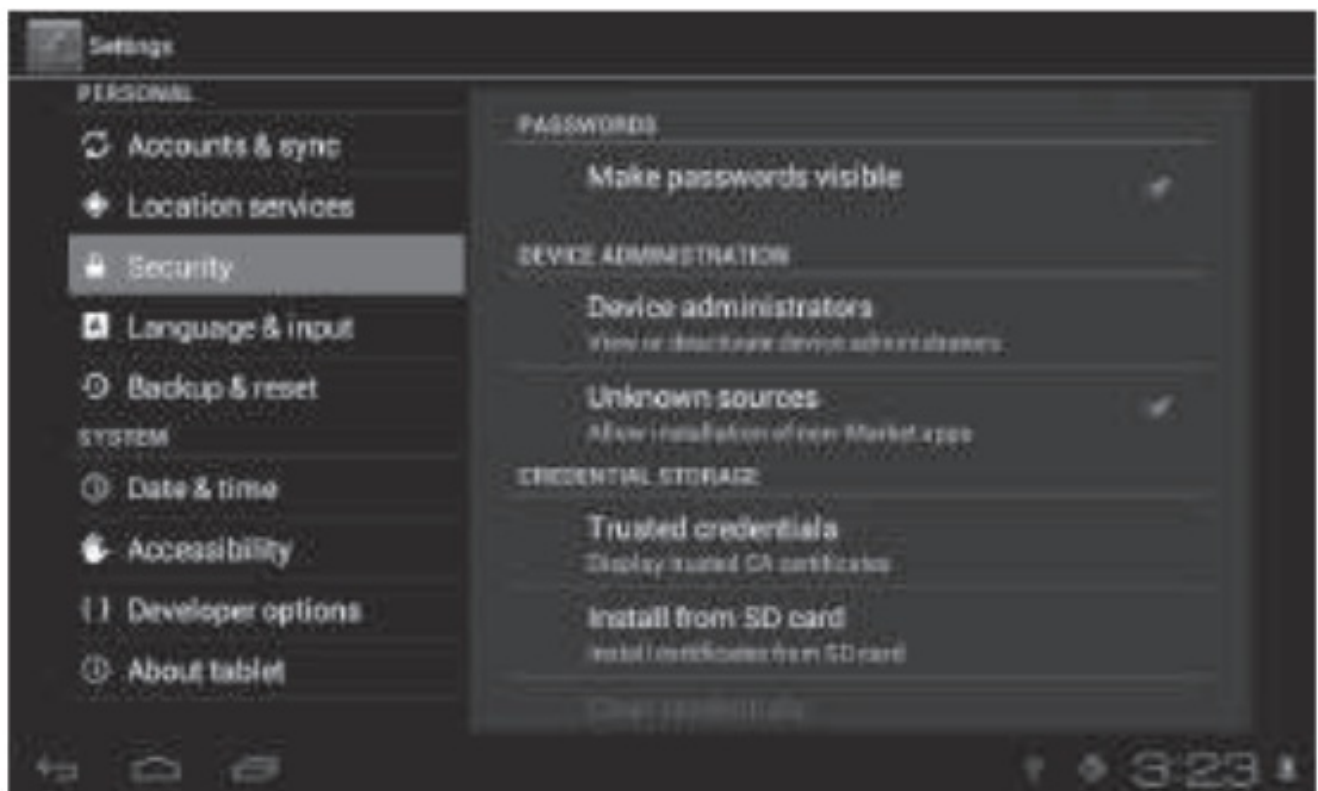 Settings
PERSONAL
Accounts & sync
Location services
Security
Language & input
Backup & reset
SYSTEM
Date & time
Accessibility
Developer options
About tablet
PASSWORDS
Make passwords visible
DEVICE ADMINISTRATION
Device administrators
View or deactivate device administrators
Unknown sources
Allow installation of non-Market apps
CREDENTIAL STORAGE
Trusted credentials
Display trusted CA certificates
Install from SD card
Install certificates from SD card
Clear credentials
3:23